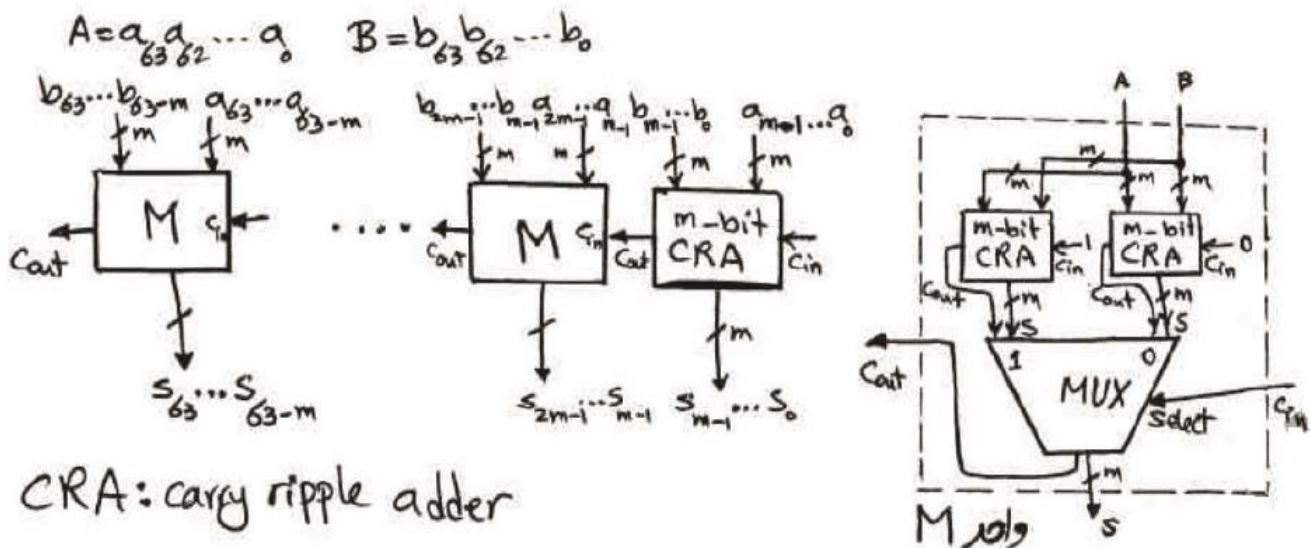 A=a₆₃a₆₂...a₀ B=b₆₃b₆₂...b₀
b₆₃...b₆₃₋ₘ a₆₃...a₆₃₋ₘ
b₂ₘ₋₁...bₘ₋₁ a₂ₘ₋₁...aₘ₋₁ bₘ₋₁...b₀ aₘ₋₁...a₀
m m m m m m
M Cin Cout
.... M Cin Cout
m-bit CRA Cin Cout
m
S₆₃...S₆₃₋ₘ
S₂ₘ₋₁...Sₘ₋₁
Sₘ₋₁...S₀
CRA: carry ripple adder
A B
m m
m m
m-bit CRA 1 Cin
m-bit CRA 0 Cin
Cout m Cout m
S S
1 0
MUX
Cout
Select Cin
m
S
واحد M